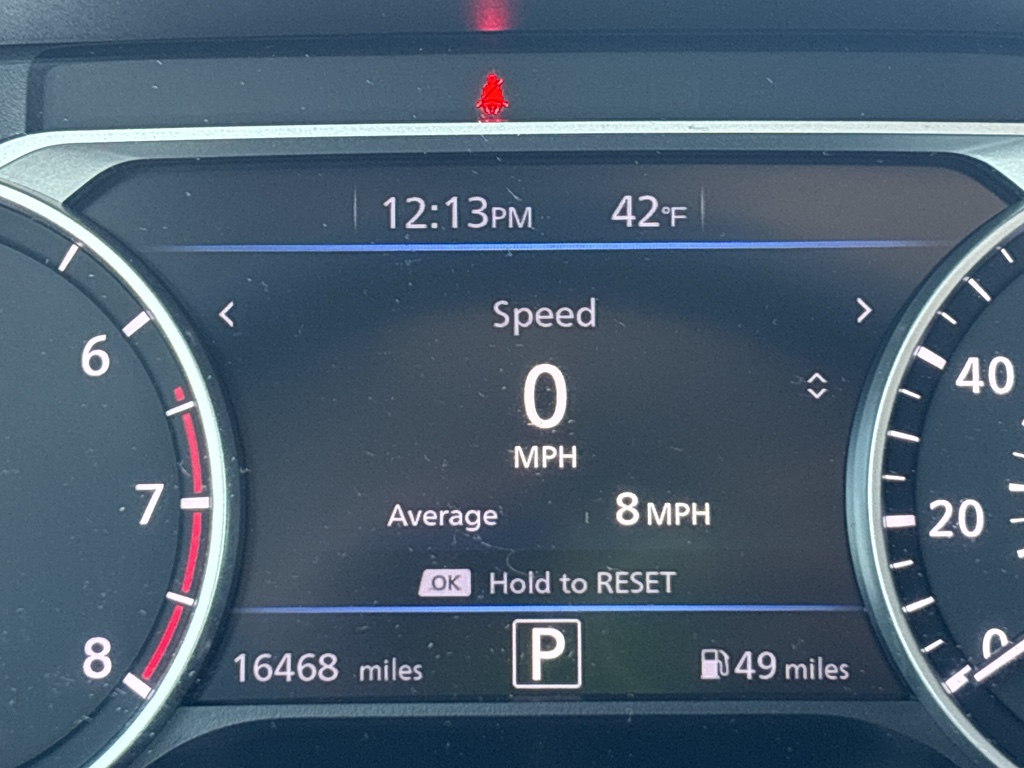 12:13PM 42°F
Speed
0
MPH
Average 8 MPH
OK Hold to RESET
16468 miles P 49 miles
6
7
8
40
20
0